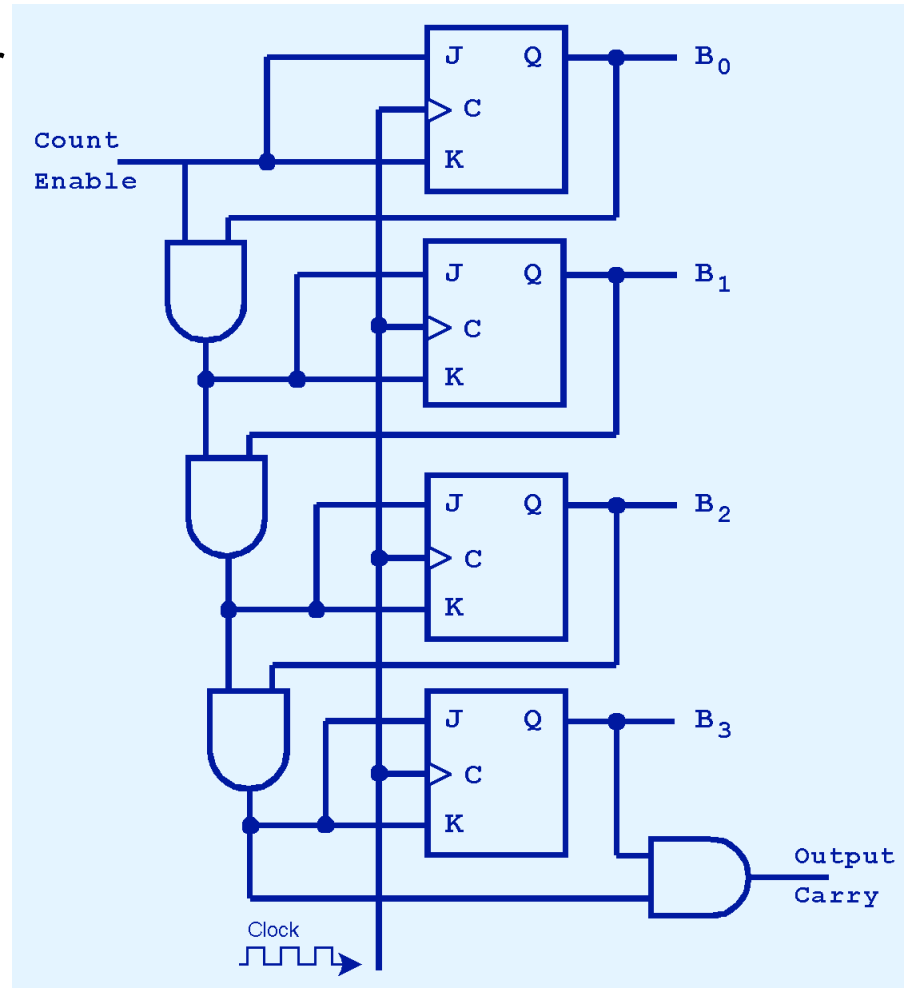 J Q B0
C
Count
Enable
K
J Q B1
C
K
J Q B2
C
K
J Q B3
C
K
Output
Carry
Clock